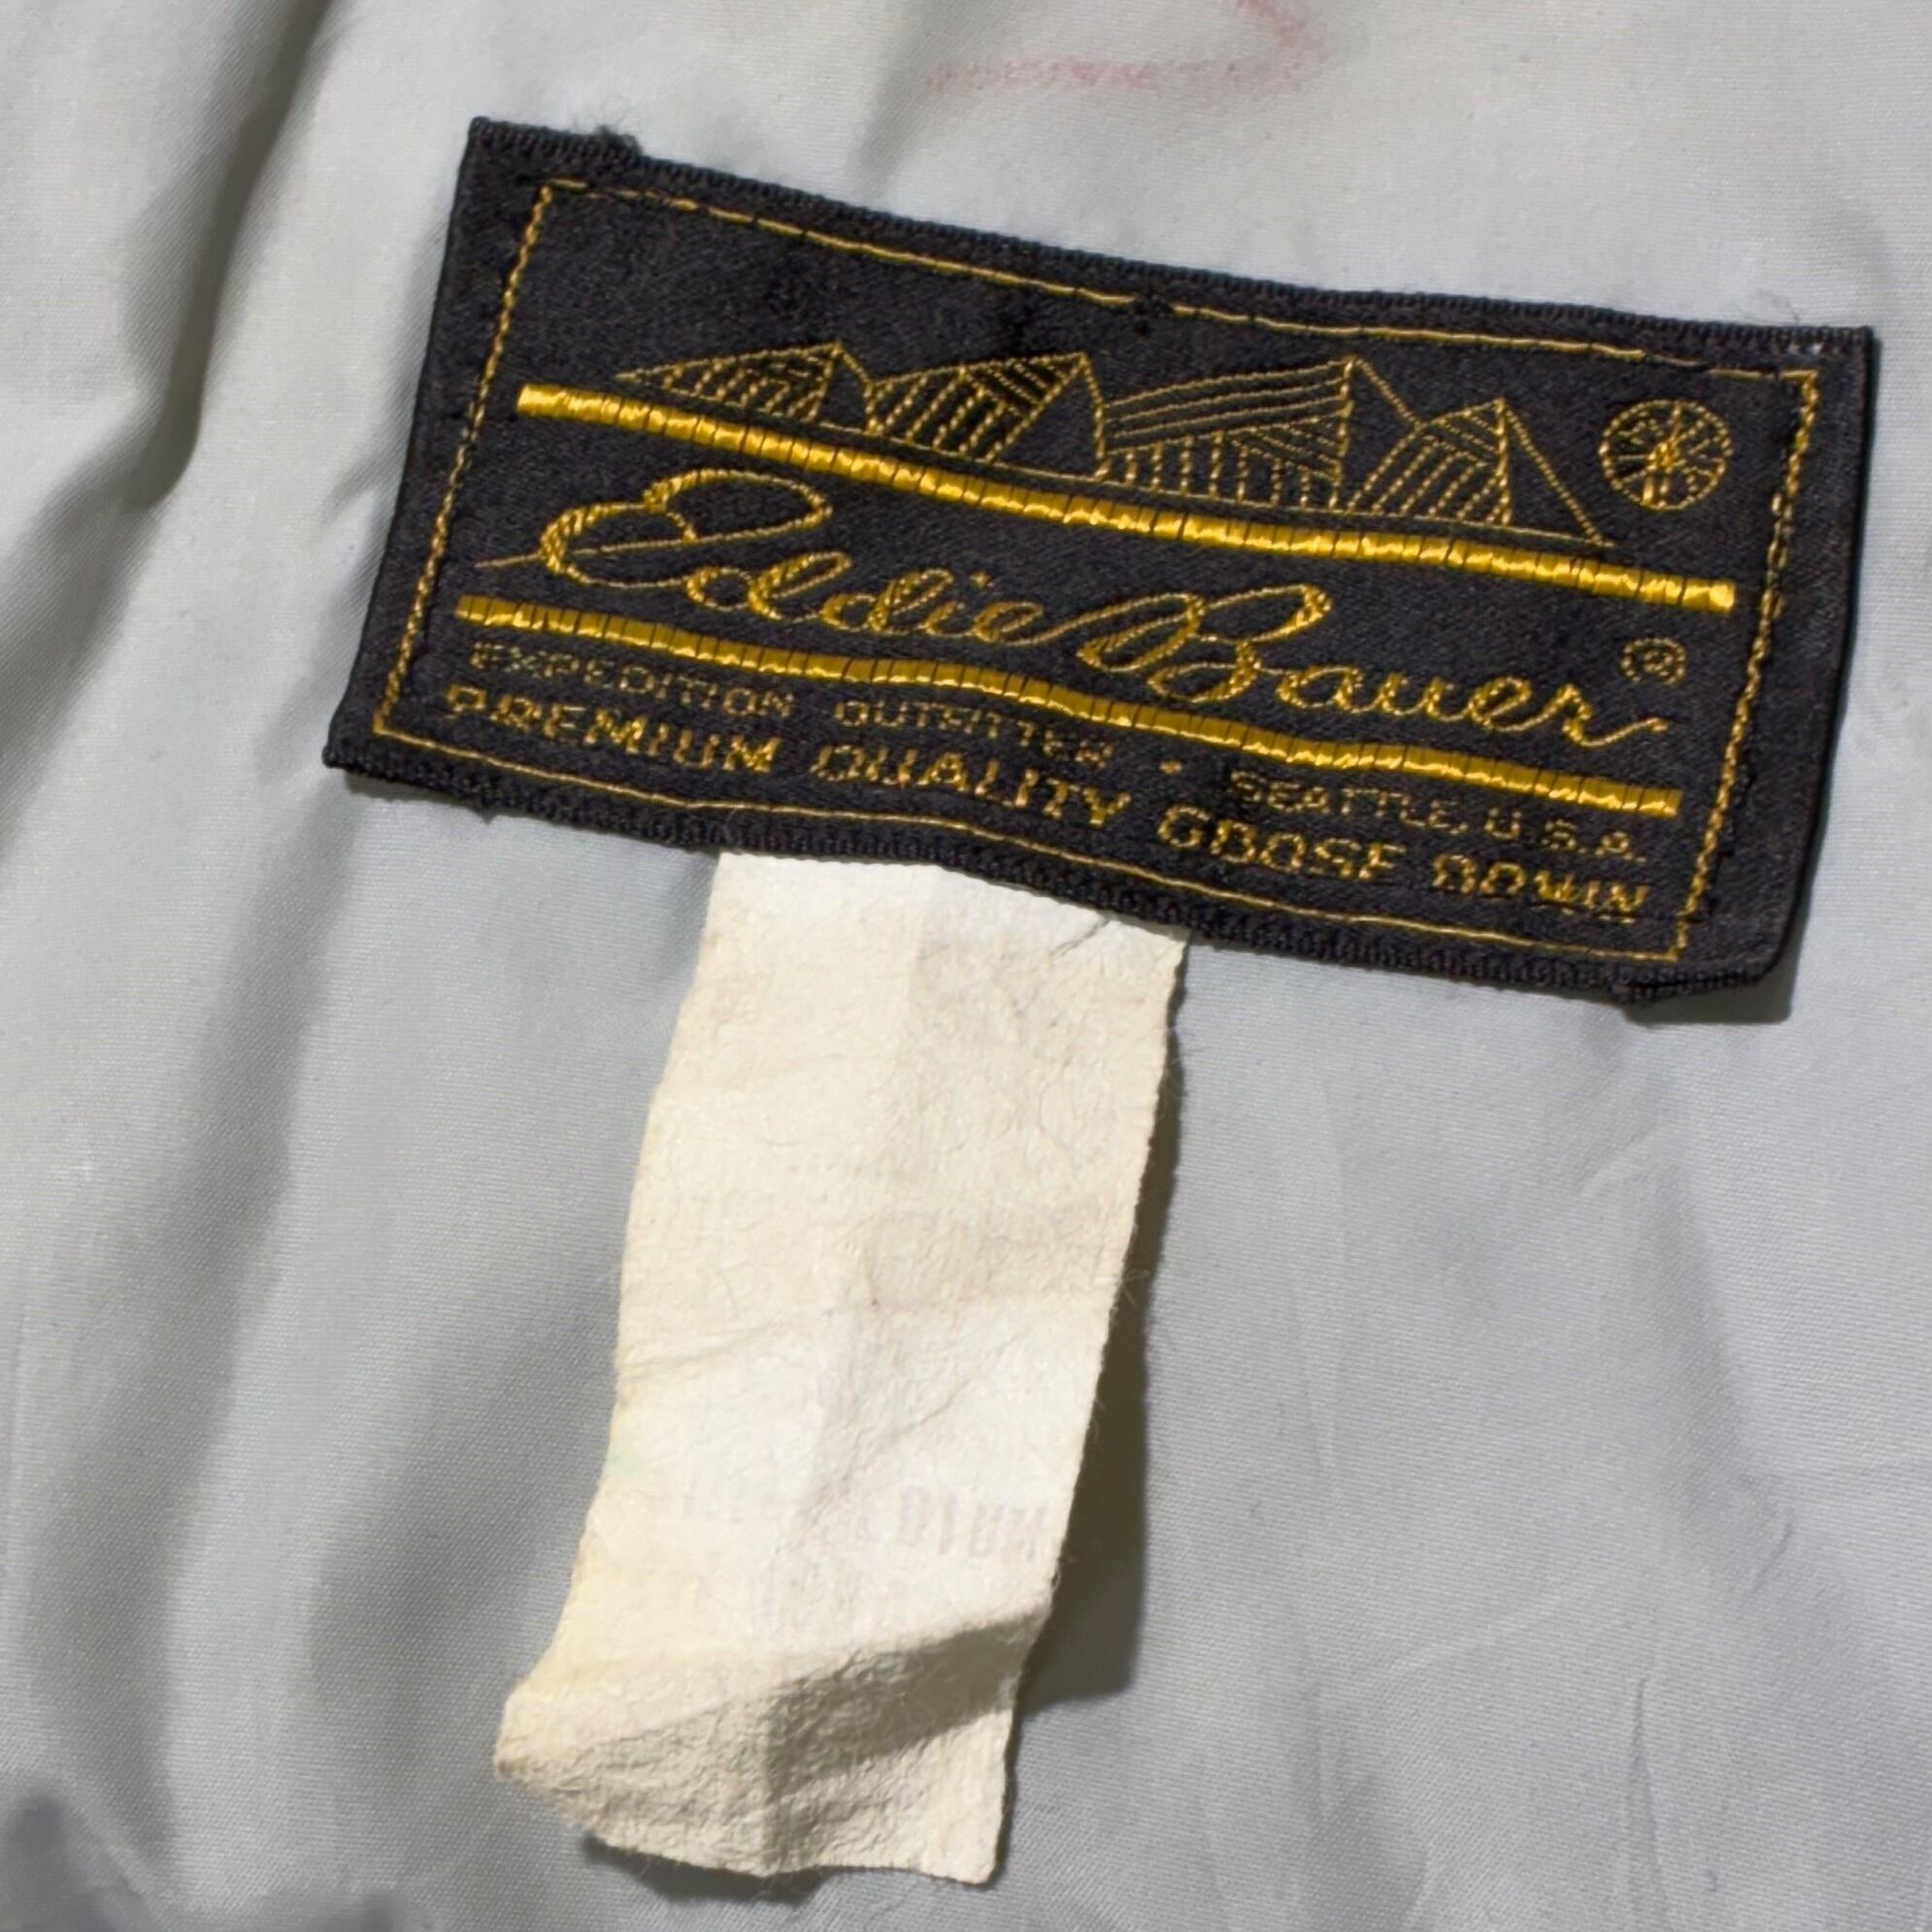 Eddie Bauer ®
EXPEDITION OUTFITTER • SEATTLE, U.S.A.
PREMIUM QUALITY GOOSE DOWN